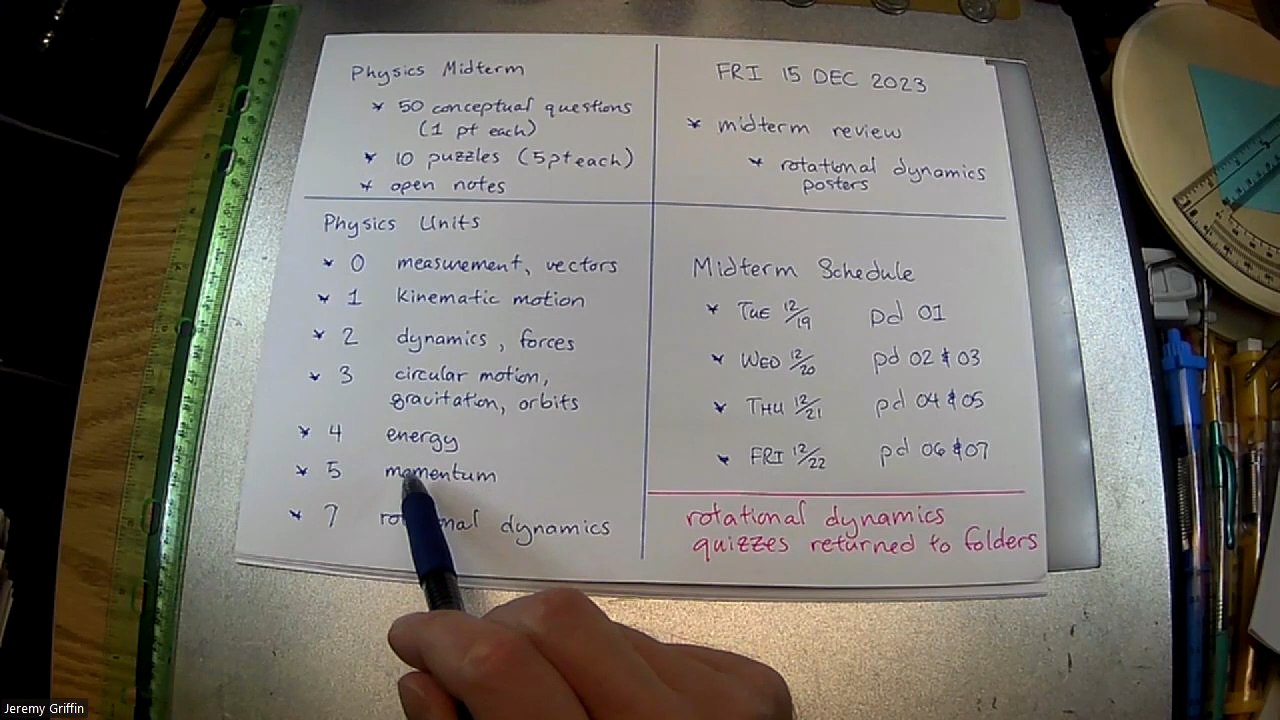 Physics Midterm
* 50 conceptual questions
(1 pt each)
* 10 puzzles (5pt each)
* open notes
FRI 15 DEC 2023
* midterm review
* rotational dynamics
posters
Physics Units
* 0 measurement, vectors
* 1 kinematic motion
* 2 dynamics, forces
* 3 circular motion,
gravitation, orbits
* 4 energy
* 5 momentum
* 7 dynamics
Midterm Schedule
* TUE 12/19 pd 01
* WED 12/20 pd 02 & 03
* THU 12/21 pd 04 & 05
* FRI 12/22 pd 06 & 07
rotational dynamics
quizzes returned to folders
Jeremy Griffin